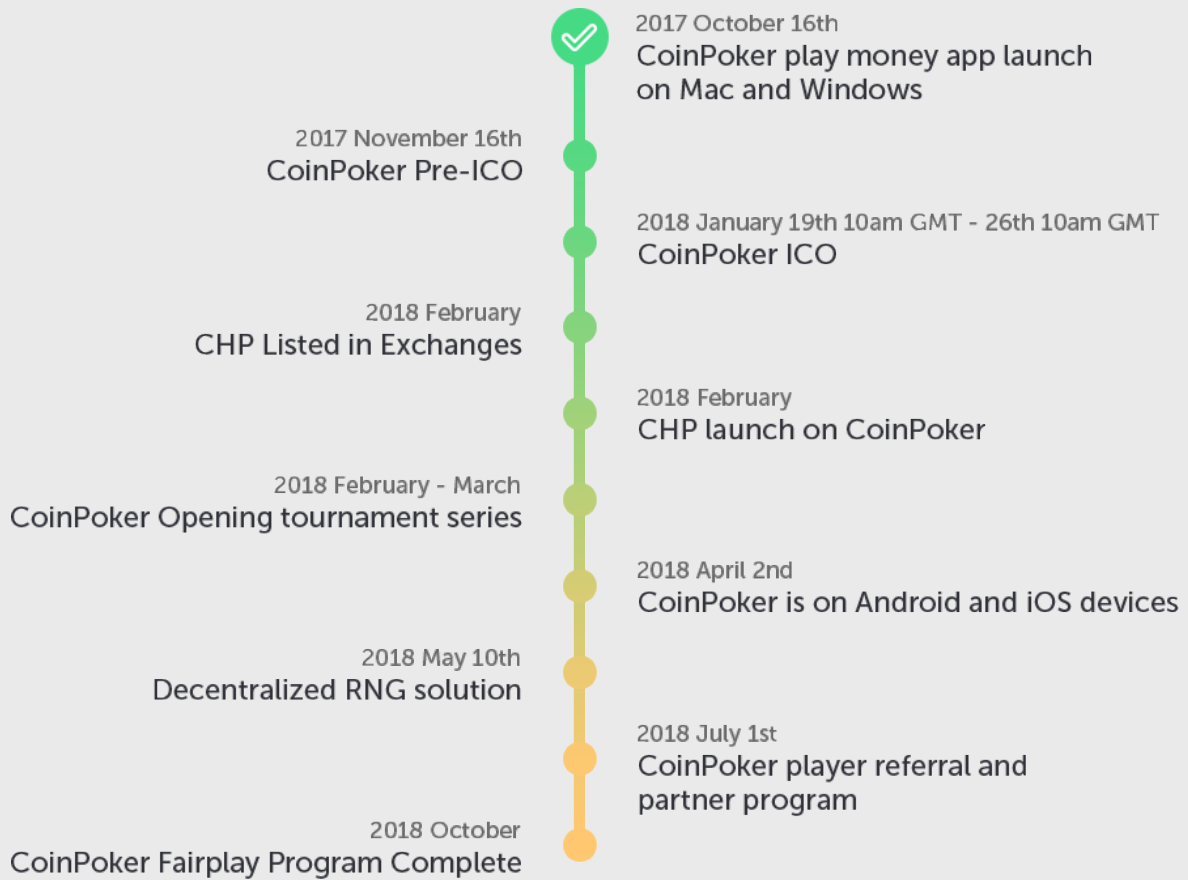 2017 October 16th
CoinPoker play money app launch
on Mac and Windows
2017 November 16th
CoinPoker Pre-ICO
2018 January 19th 10am GMT - 26th 10am GMT
CoinPoker ICO
2018 February
CHP Listed in Exchanges
2018 February
CHP launch on CoinPoker
2018 February - March
CoinPoker Opening tournament series
2018 April 2nd
CoinPoker is on Android and iOS devices
2018 May 10th
Decentralized RNG solution
2018 July 1st
CoinPoker player referral and
partner program
2018 October
CoinPoker Fairplay Program Complete